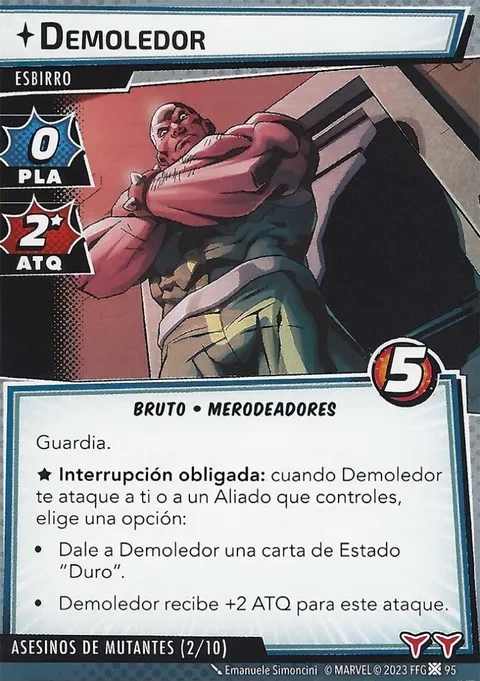 DEMOLEDOR
ESBIRRO
0
PLA
2★
ATQ
5
BRUTO • MERODEADORES
Guardia.
★ Interrupción obligada: cuando Demoledor
te ataque a ti o a un Aliado que controles,
elige una opción:
• Dale a Demoledor una carta de Estado
“Duro”.
• Demoledor recibe +2 ATQ para este ataque.
ASESINOS DE MUTANTES (2/10)
Emanuele Simoncini © MARVEL © 2023 FFG 95